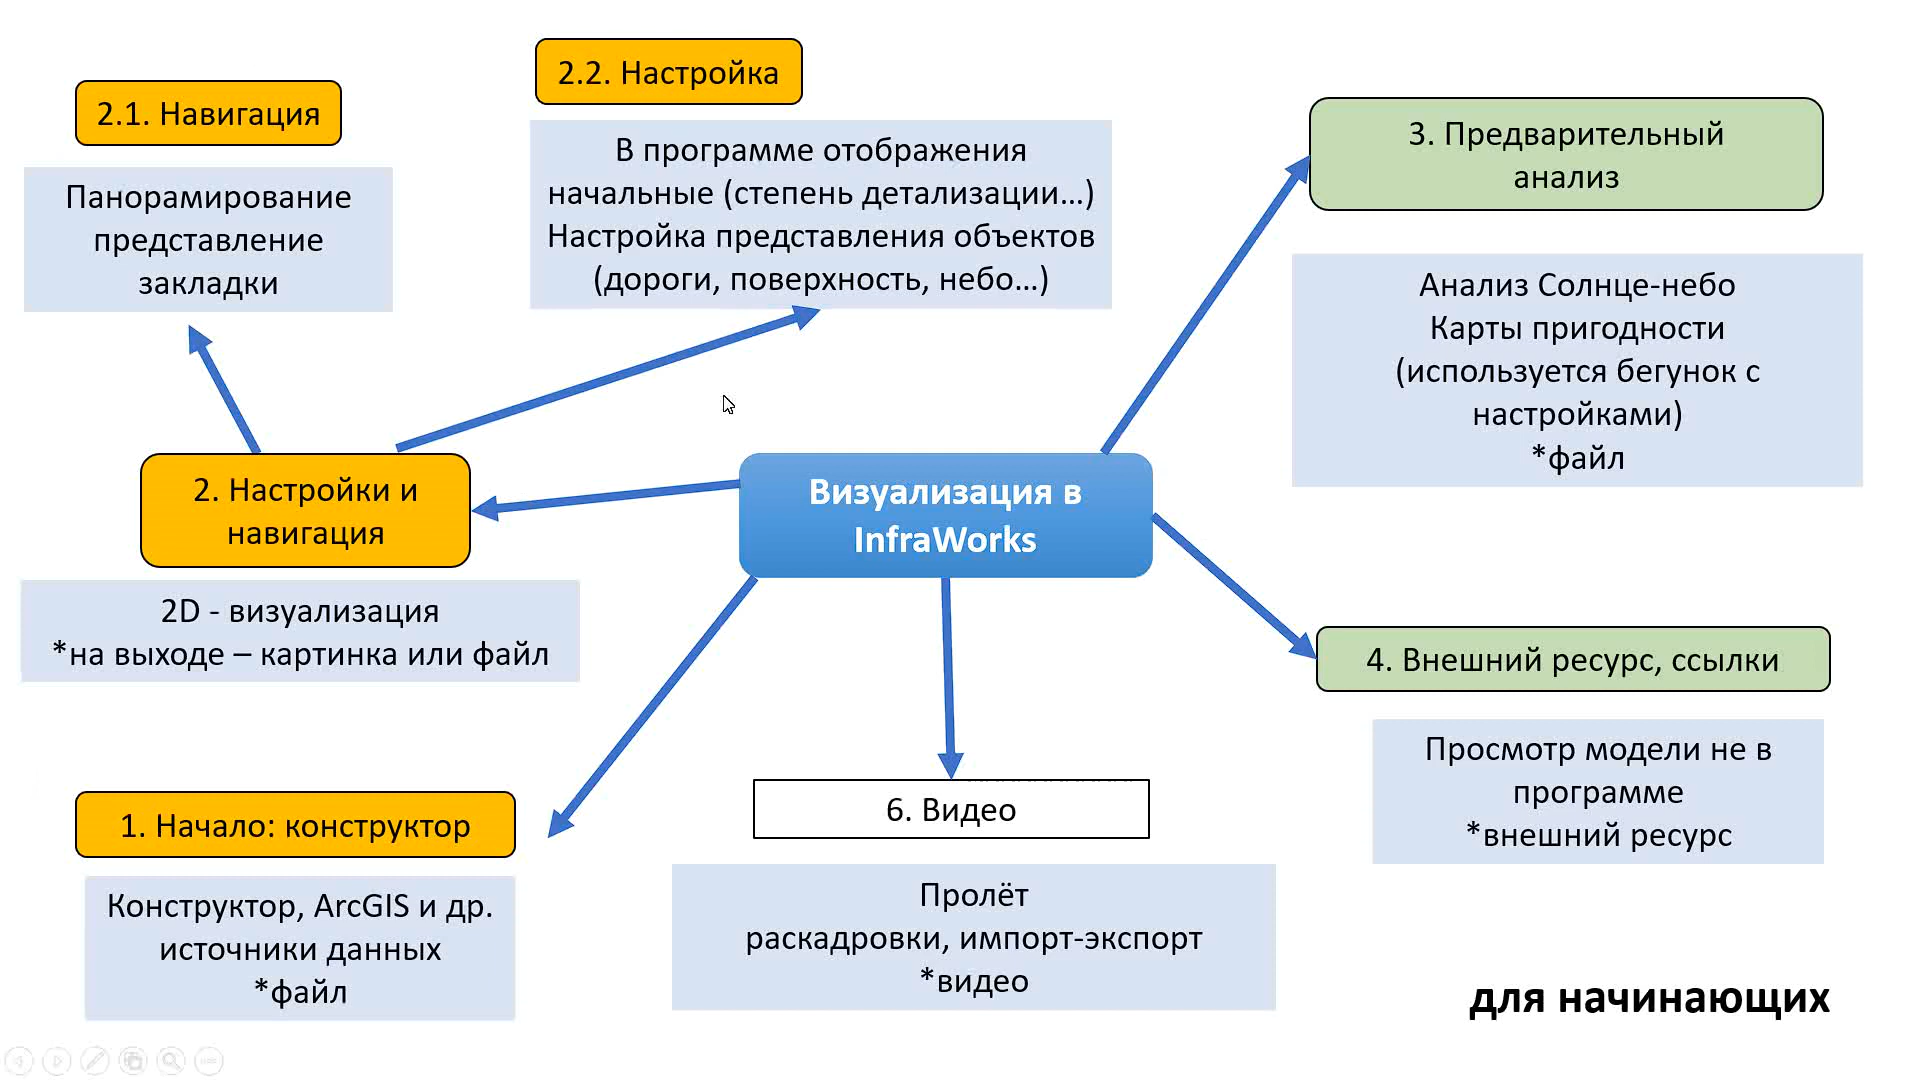 2.2. Настройка
2.1. Навигация
В программе отображения
начальные (степень детализации...)
Настройка представления объектов
(дороги, поверхность, небо...)
Панорамирование
представление
закладки
3. Предварительный
анализ
Анализ Солнце-небо
Карты пригодности
(используется бегунок с
настройками)
*файл
2. Настройки и
навигация
2D - визуализация
*на выходе – картинка или файл
Визуализация в
InfraWorks
4. Внешний ресурс, ссылки
Просмотр модели не в
программе
*внешний ресурс
1. Начало: конструктор
Конструктор, ArcGIS и др.
источники данных
*файл
6. Видео
Пролёт
раскадровки, импорт-экспорт
*видео
для начинающих